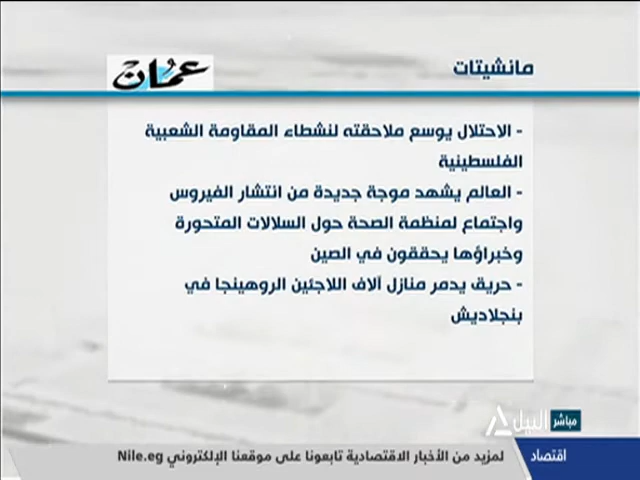 مانشيتات
عمان
- الاحتلال يوسع ملاحقته لنشطاء المقاومة الشعبية
الفلسطينية
- العالم يشهد موجة جديدة من انتشار الفيروس
واجتماع لمنظمة الصحة حول السلالات المتحورة
وخبراؤها يحققون في الصين
- حريق يدمر منازل آلاف اللاجئين الروهينجا في
بنجلاديش
مباشر النيل
اقتصاد
لمزيد من الأخبار الاقتصادية تابعونا على موقعنا الإلكتروني Nile.eg